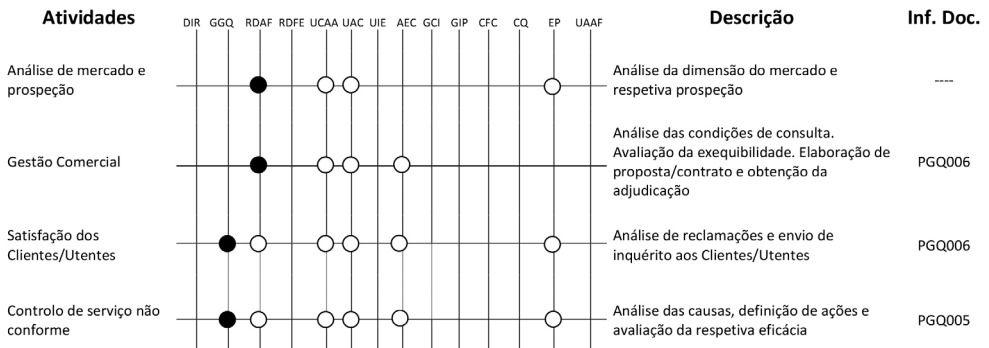 Atividades
DIR GGQ RDAF RDFE UCAA UAC UIE AEC GCI GIP CFC CQ EP UAAF
Descrição
Inf. Doc.
Análise de mercado e
prospeção
Análise da dimensão do mercado e
respetiva prospeção
----
Gestão Comercial
Análise das condições de consulta.
Avaliação da exequibilidade. Elaboração de
proposta/contrato e obtenção da
adjudicação
PGQ006
Satisfação dos
Clientes/Utentes
Análise de reclamações e envio de
inquérito aos Clientes/Utentes
PGQ006
Controlo de serviço não
conforme
Análise das causas, definição de ações e
avaliação da respetiva eficácia
PGQ005